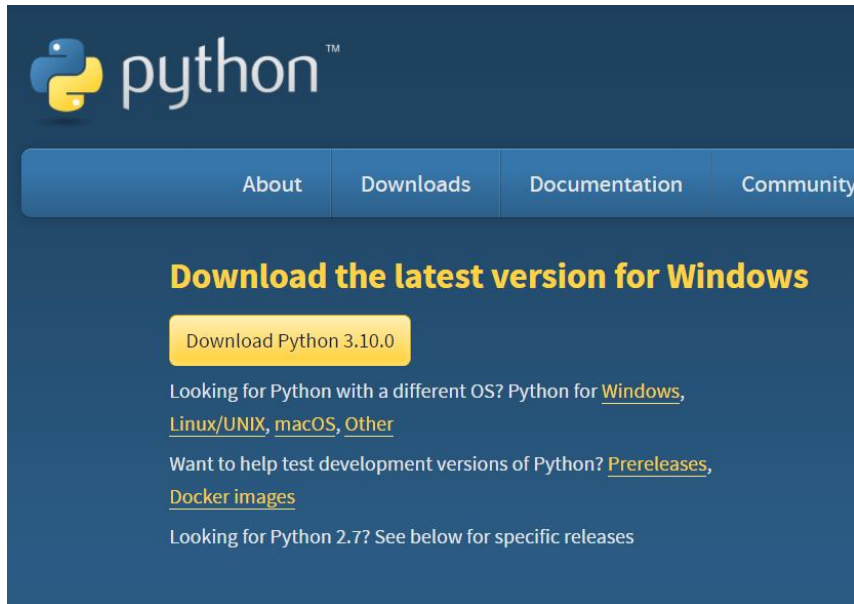 python™
About Downloads Documentation Community
Download the latest version for Windows
Download Python 3.10.0
Looking for Python with a different OS? Python for Windows,
Linux/UNIX, macOS, Other
Want to help test development versions of Python? Prereleases,
Docker images
Looking for Python 2.7? See below for specific releases